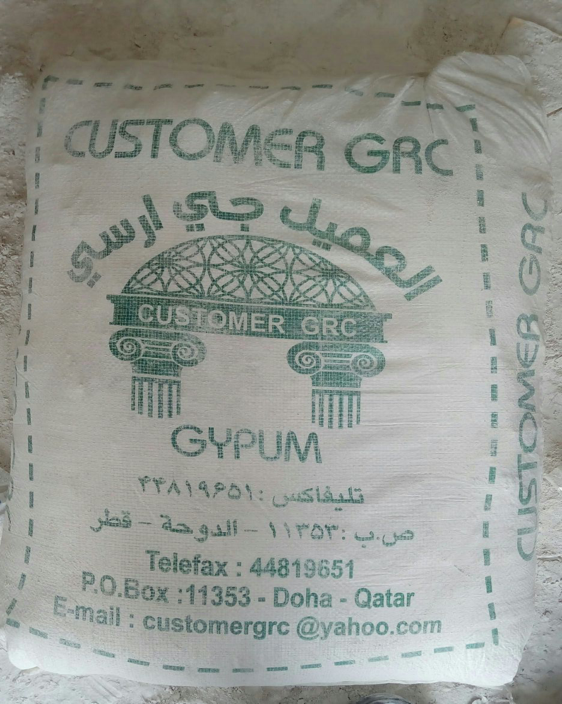 CUSTOMER GRC
العميل جي ارسي
CUSTOMER GRC
GYPUM
تليفاكس :٤٤٨١٩٦٥١
ص.ب :١١٣٥٣ - الدوحة - قطر
Telefax : 44819651
P.O.Box :11353 - Doha - Qatar
E-mail : customergrc @yahoo.com
CUSTOMER GRC